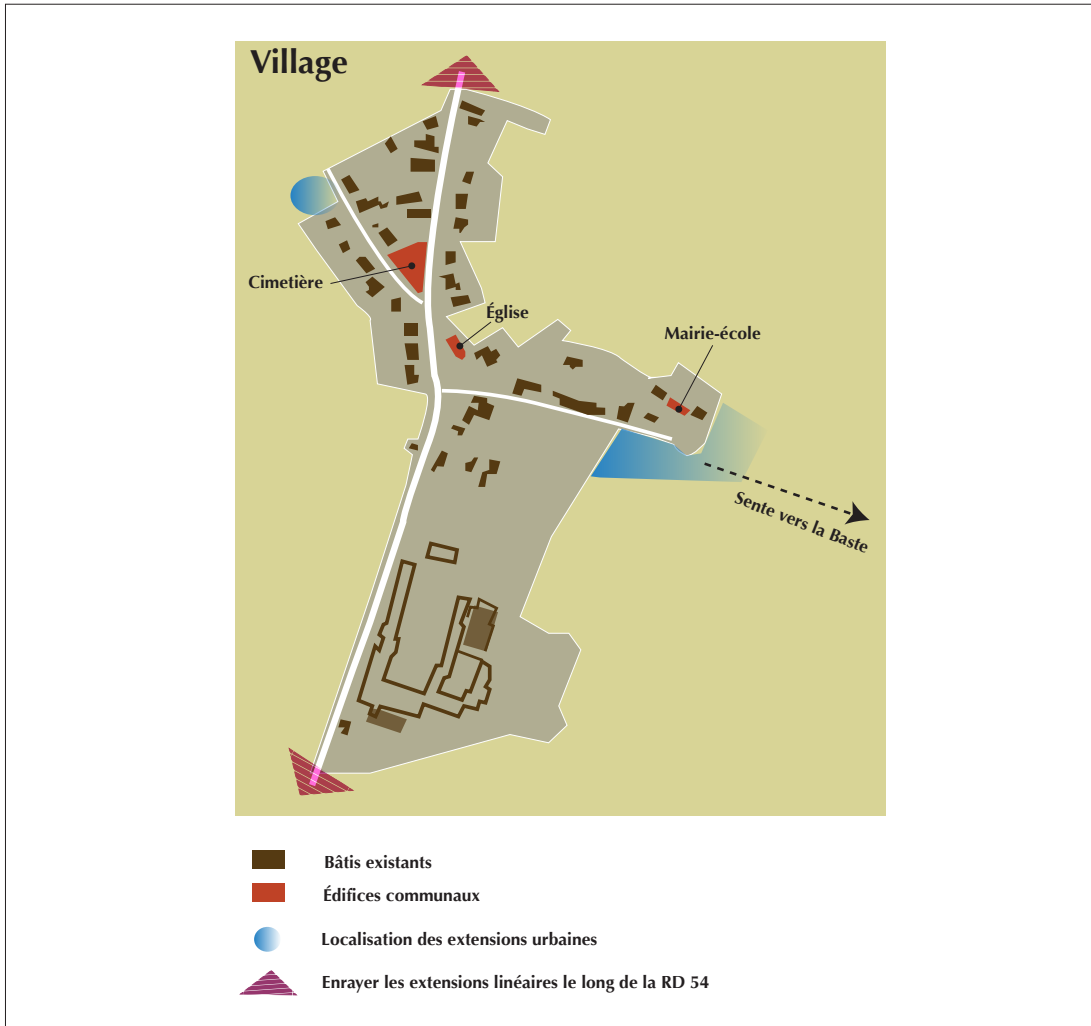 Village
Cimetière
Église
Mairie-école
Sente vers la Baste
Bâtis existants
Édifices communaux
Localisation des extensions urbaines
Enrayer les extensions linéaires le long de la RD 54